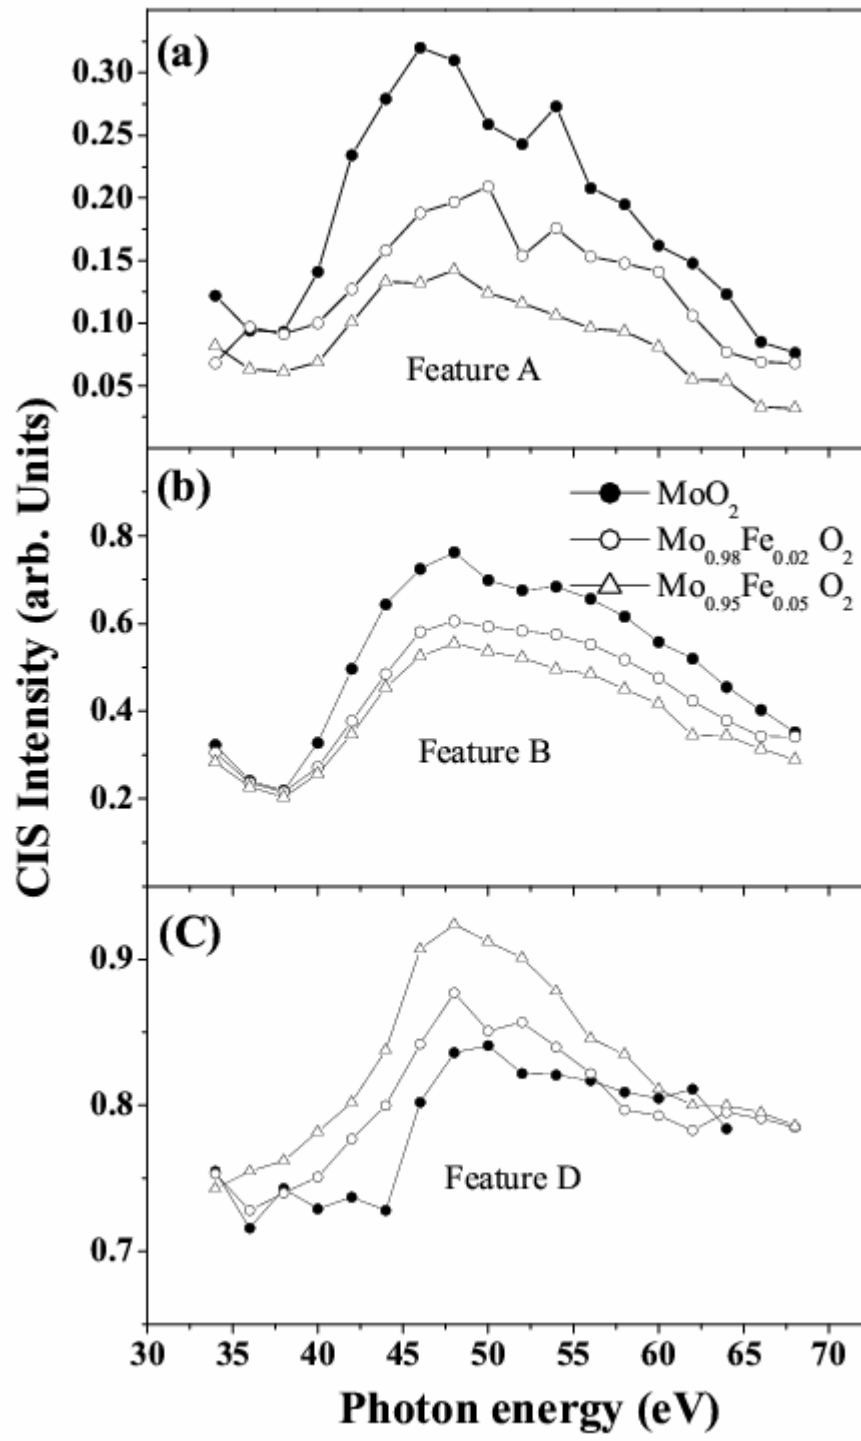 (a)
0.30
0.25
0.20
0.15
0.10
0.05
Feature A
CIS Intensity (arb. Units)
(b)
MoO2
Mo0.98Fe0.02 O2
Mo0.95Fe0.05 O2
0.8
0.6
0.4
0.2
Feature B
(C)
0.9
0.8
0.7
Feature D
30 35 40 45 50 55 60 65 70
Photon energy (eV)